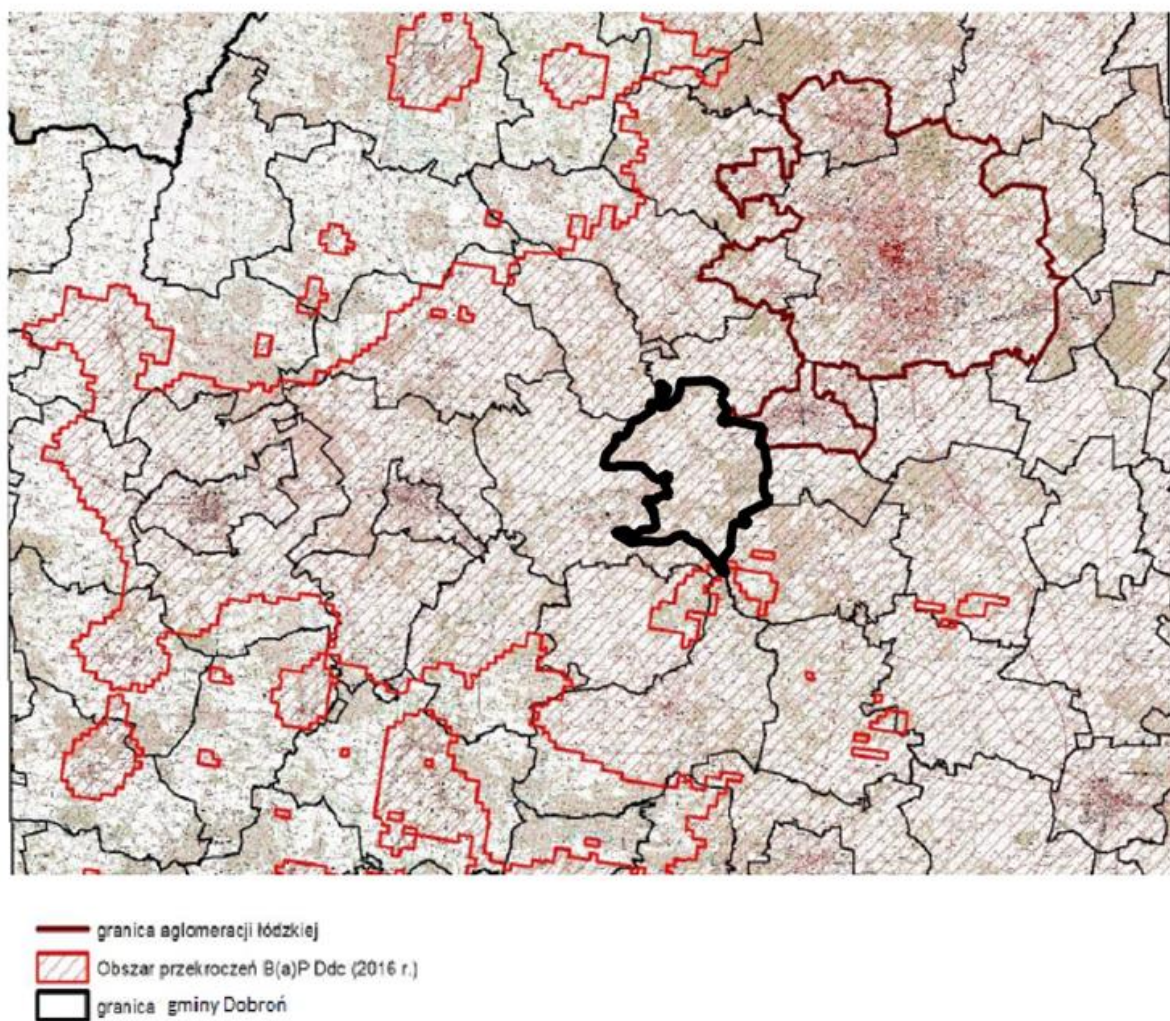 granica aglomeracji łódzkiej
Obszar przekroczeń B(a)P Ddc (2016 r.)
granica gminy Dobroń